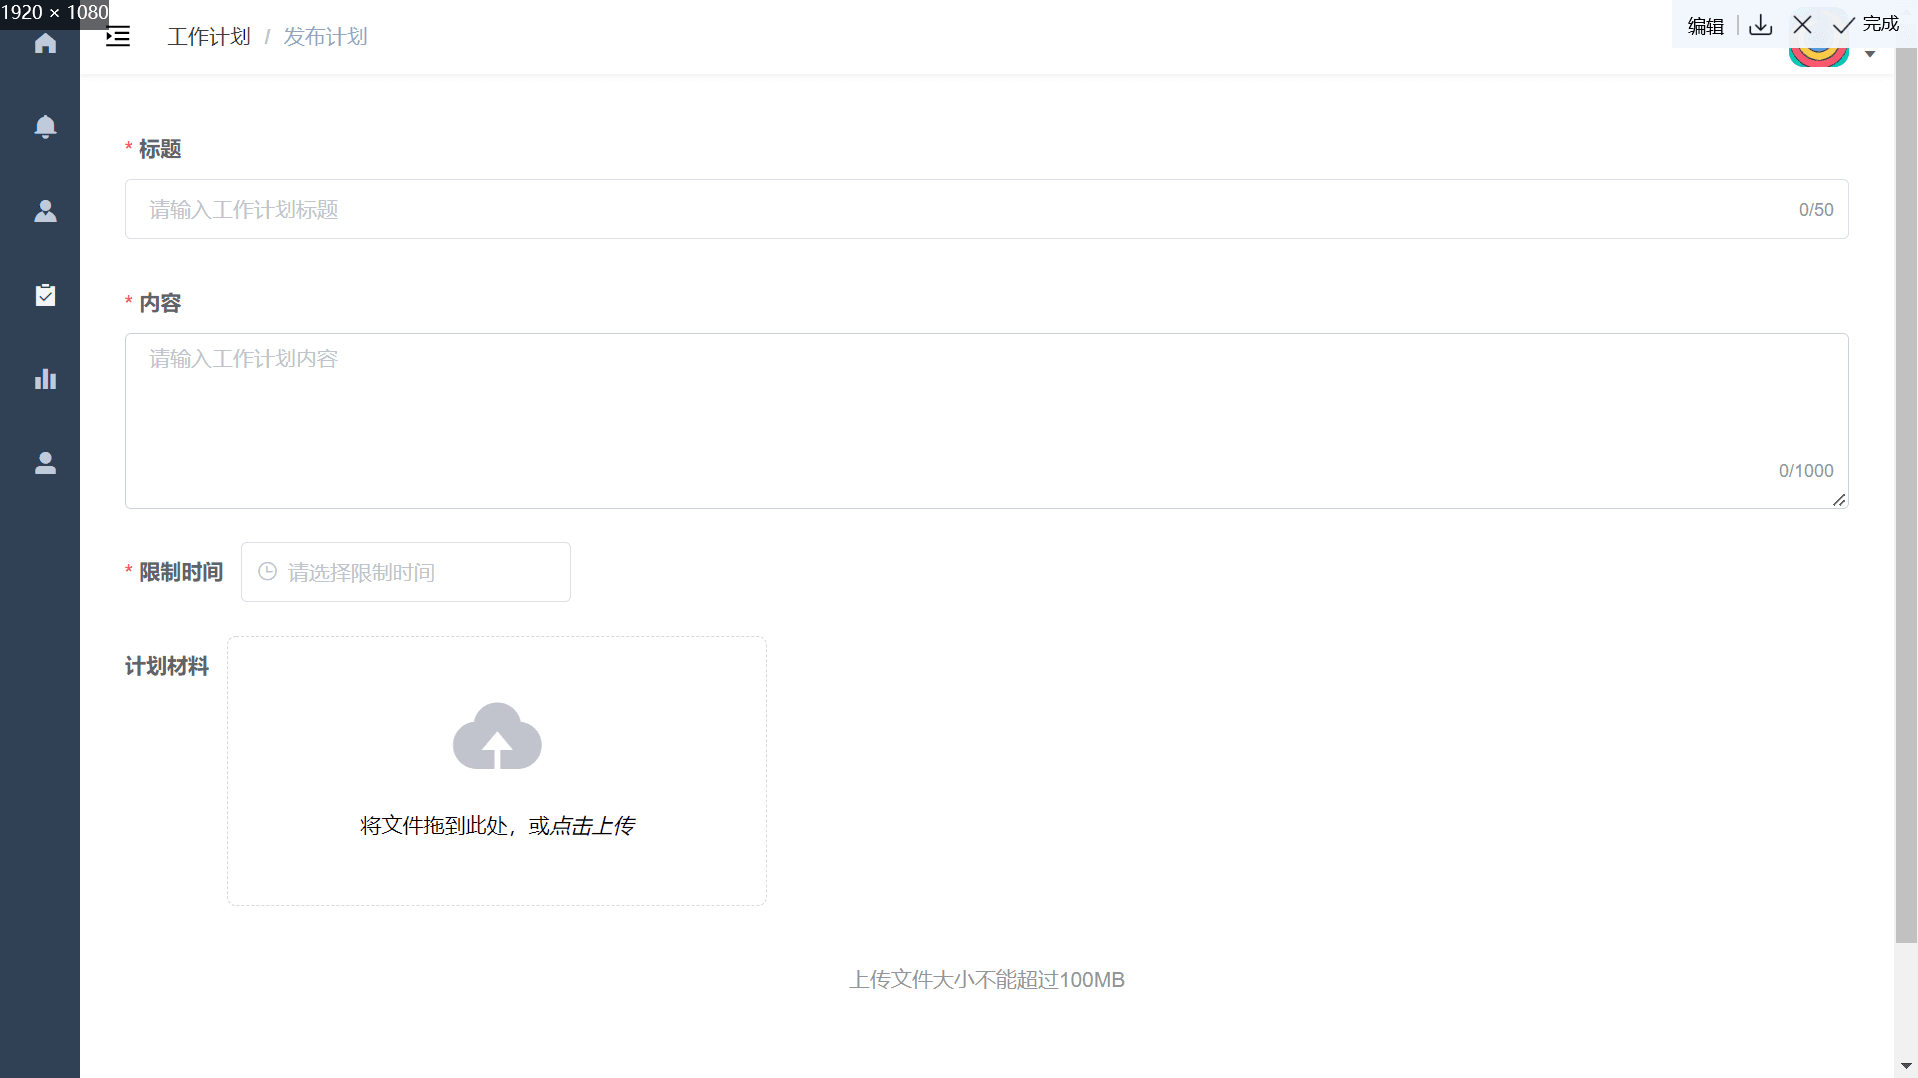 1920 × 1080
工作计划 / 发布计划
编辑
完成
* 标题
请输入工作计划标题
0/50
* 内容
请输入工作计划内容
0/1000
* 限制时间
请选择限制时间
计划材料
将文件拖到此处，或点击上传
上传文件大小不能超过100MB